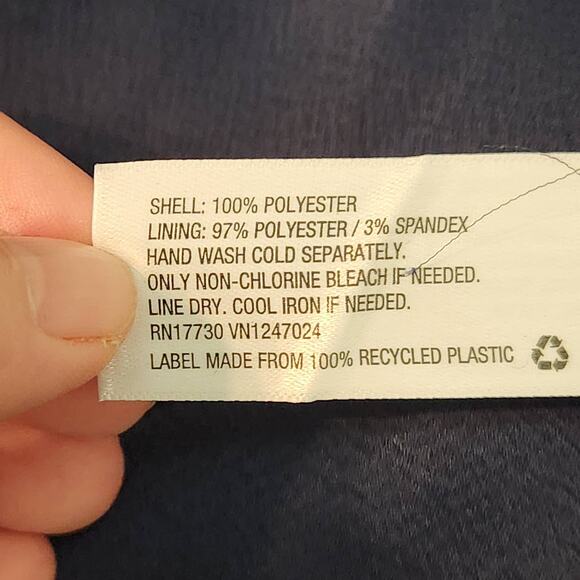 SHELL: 100% POLYESTER
LINING: 97% POLYESTER / 3% SPANDEX
HAND WASH COLD SEPARATELY.
ONLY NON-CHLORINE BLEACH IF NEEDED.
LINE DRY. COOL IRON IF NEEDED.
RN17730 VN1247024
LABEL MADE FROM 100% RECYCLED PLASTIC